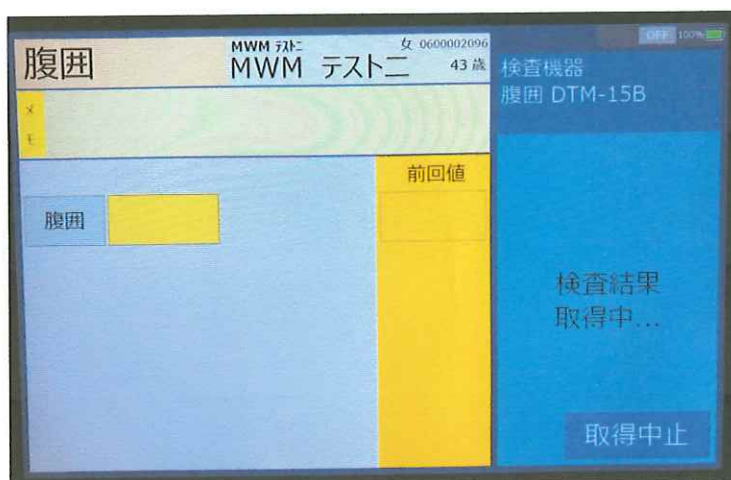 腹囲
MWM テストニ
女 0600002096
MWM テスト二
43 歳
メモ
前回値
腹囲
OFF 100%
検査機器
腹囲 DTM-15B
検査結果
取得中...
取得中止